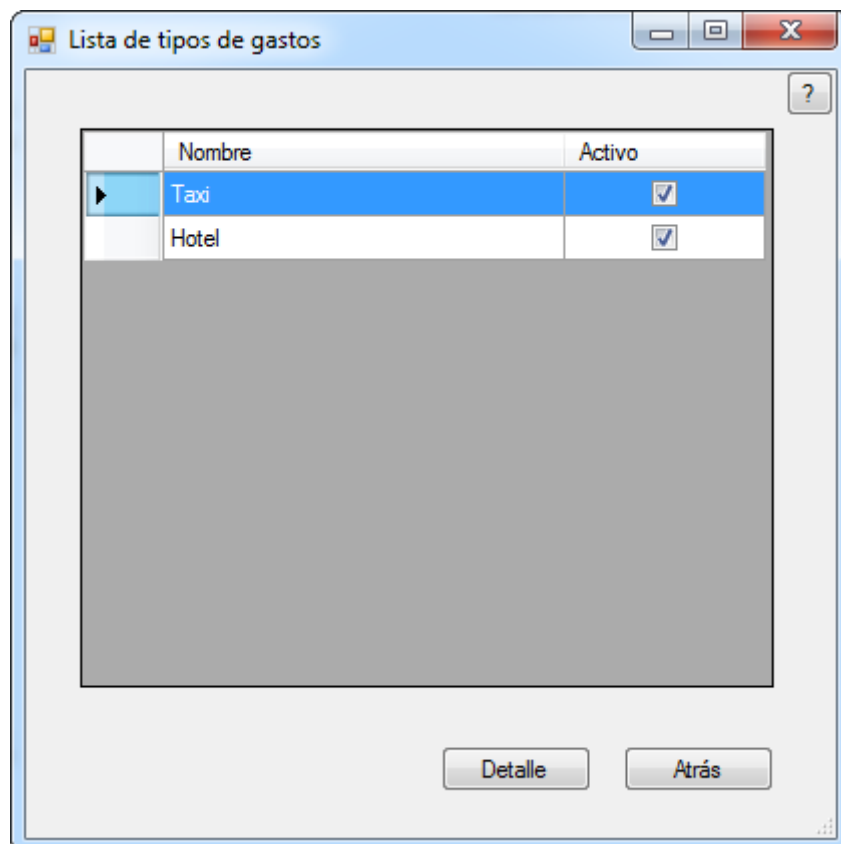 Lista de tipos de gastos
?
Nombre Activo
Taxi
Hotel
Detalle Atrás